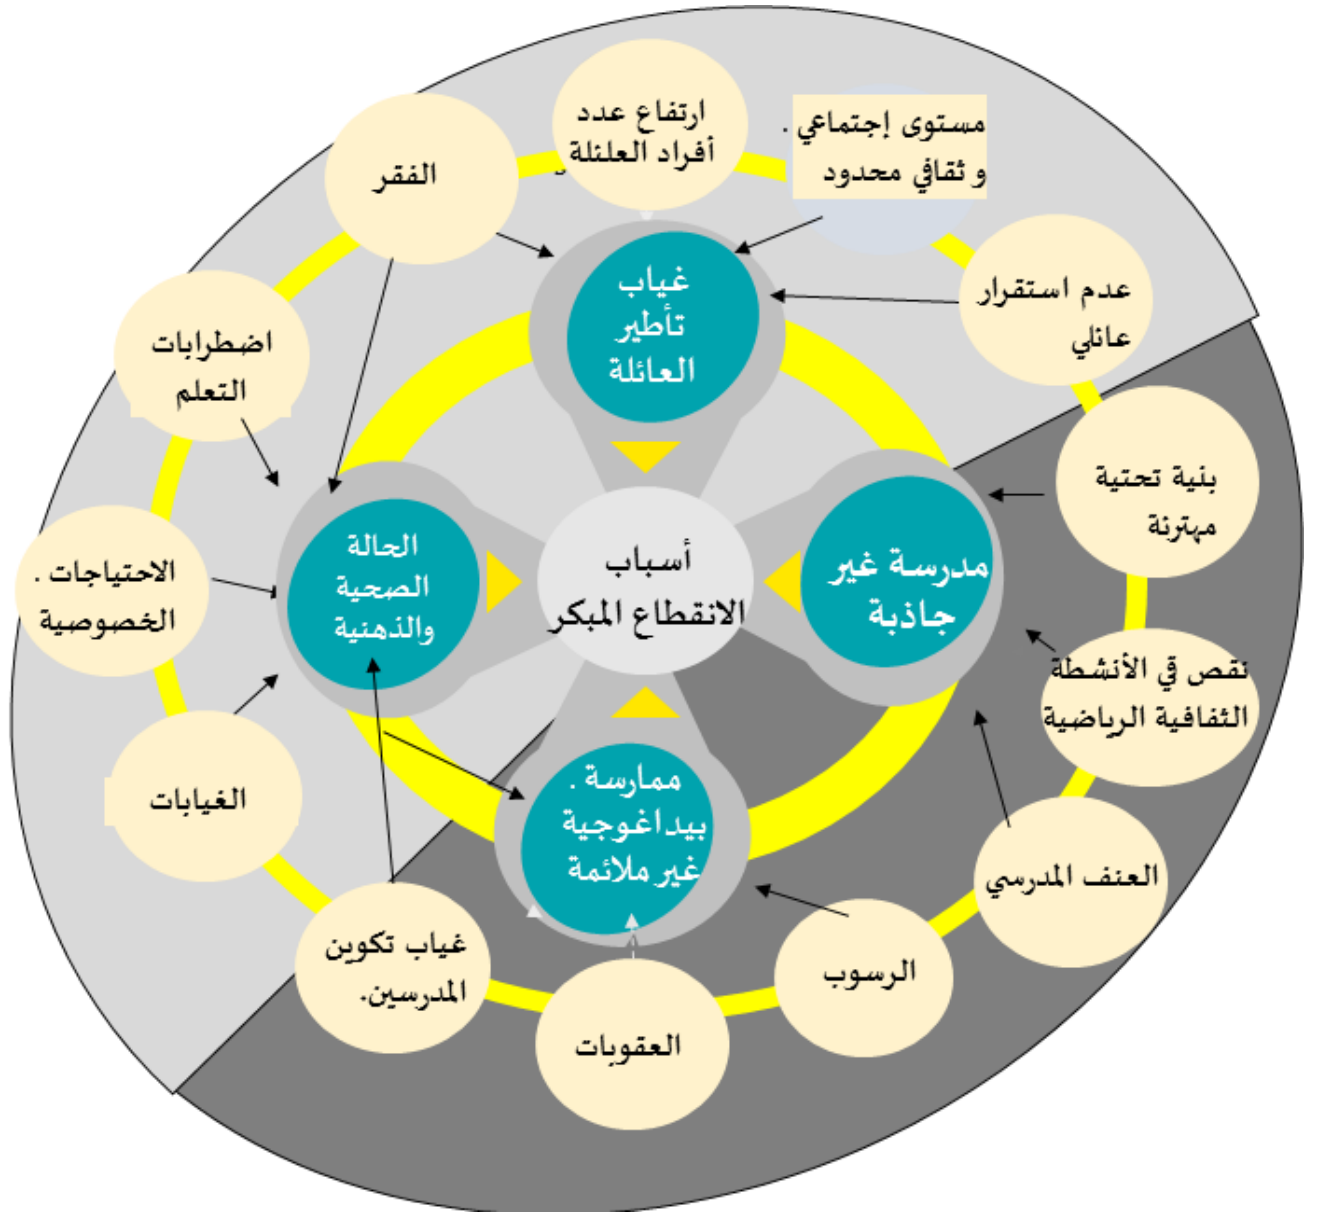 ارتفاع عدد
أفراد العلئلة
مستوى إجتماعي .
و ثقافي محدود
الفقر
عدم استقرار
عائلي
غياب
تأطير
العائلة
اضطرابات
التعلم
بنية تحتية
مهترنة
أسباب
الانقطاع المبكر
مدرسة غير
جاذبة
الحالة
الصحية
والذهنية
الاحتياجات .
الخصوصية
نقص في الأنشطة
الثفافية الرياضية
الغيابات
ممارسة .
بيداغوجية
غير ملائمة
العنف المدرسي
غياب تكوين
المدرسين.
الرسوب
العقوبات